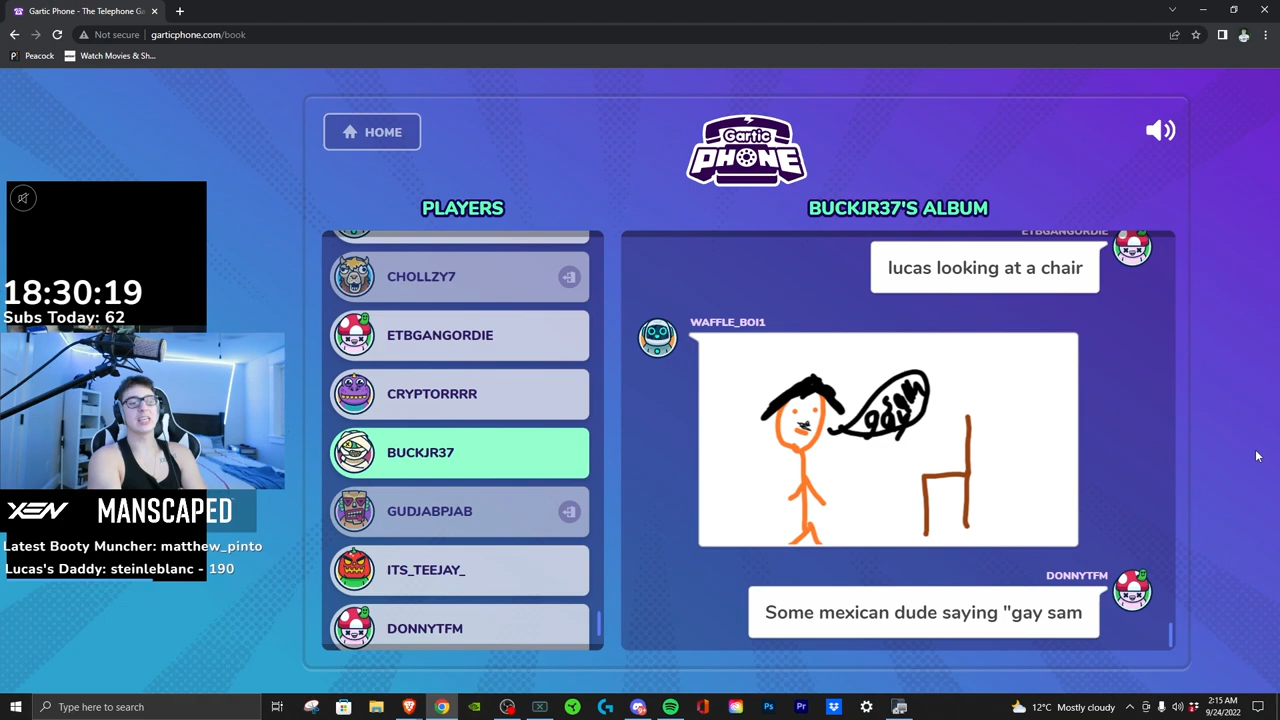 Gartic Phone - The Telephone Ga
Not secure
garticphone.com/book
Peacock
Watch Movies & Sh...
HOME
Gartic
PHONE
PLAYERS
BUCKJR37'S ALBUM
CHOLLZY7
ETBGANGORDIE
CRYPTORRRR
BUCKJR37
GUDJABPJAB
ITS_TEEJAY_
DONNYTFM
ETBGANGORDIE
lucas looking at a chair
WAFFLE_BOI1
DONNYTFM
Some mexican dude saying "gay sam
18:30:19
Subs Today: 62
XEN
MANSCAPED
Latest Booty Muncher: matthew_pinto
Lucas's Daddy: steinleblanc - 190
Type here to search
12°C Mostly cloudy
2:15 AM
9/24/2022